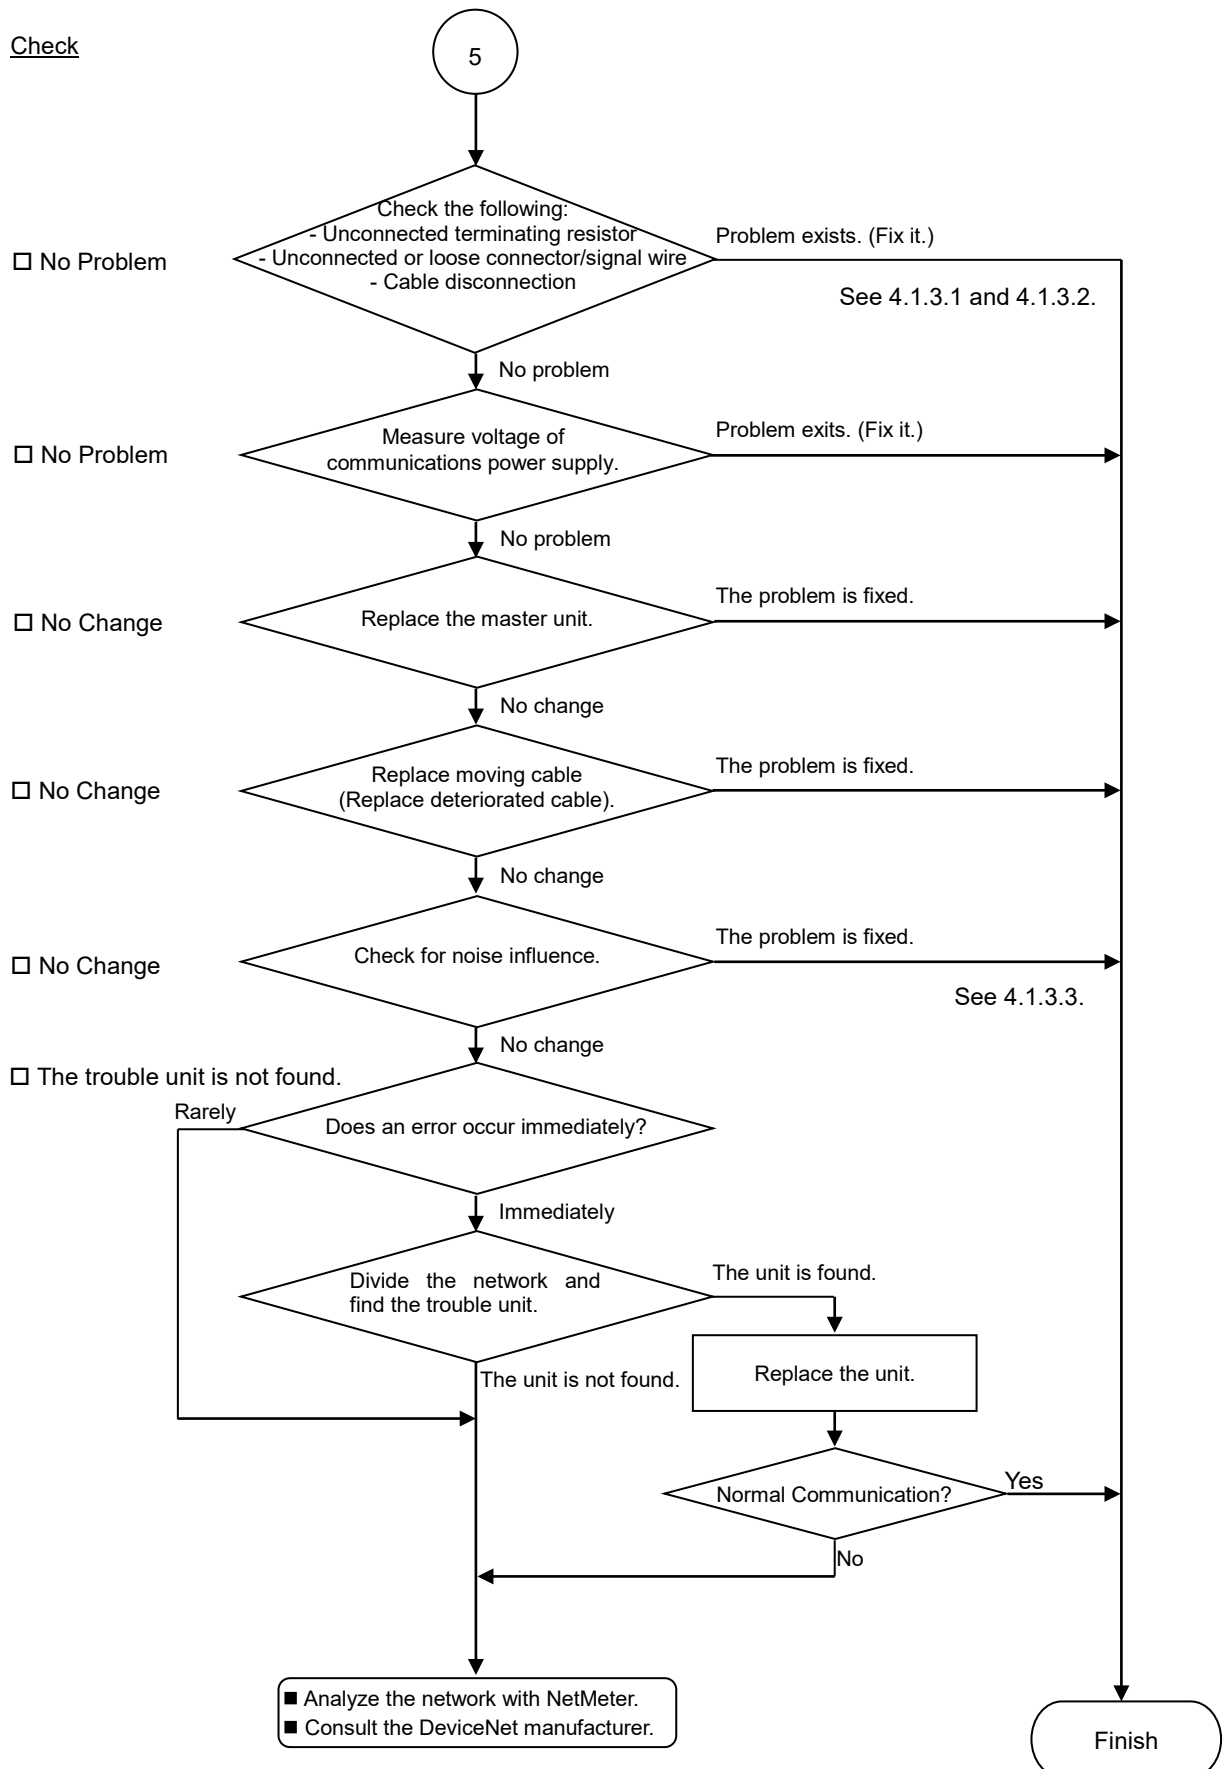 Check
5
Check the following:
- Unconnected terminating resistor
- Unconnected or loose connector/signal wire
- Cable disconnection
Problem exists. (Fix it.)
☐ No Problem
See 4.1.3.1 and 4.1.3.2.
No problem
Measure voltage of
communications power supply.
Problem exits. (Fix it.)
☐ No Problem
No problem
Replace the master unit.
The problem is fixed.
☐ No Change
No change
Replace moving cable
(Replace deteriorated cable).
The problem is fixed.
☐ No Change
No change
Check for noise influence.
The problem is fixed.
☐ No Change
See 4.1.3.3.
No change
☐ The trouble unit is not found.
Rarely
Does an error occur immediately?
Immediately
Divide the network and
find the trouble unit.
The unit is found.
The unit is not found.
Replace the unit.
Normal Communication?
Yes
No
■ Analyze the network with NetMeter.
■ Consult the DeviceNet manufacturer.
Finish